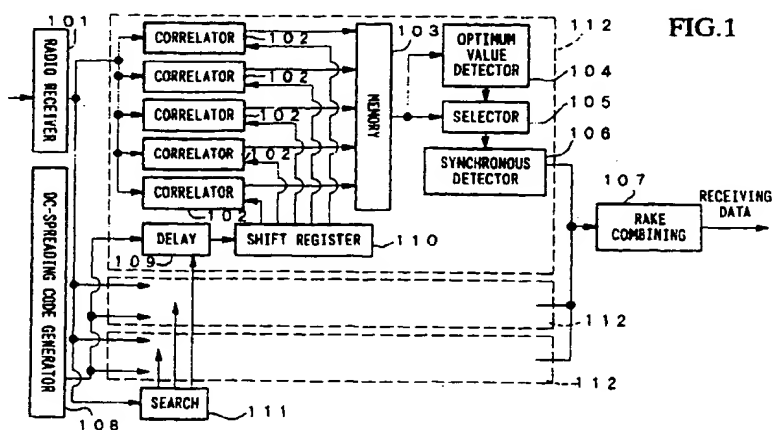 FIG.1
101
RADIO RECEIVER
CORRELATOR
102
CORRELATOR
102
CORRELATOR
102
CORRELATOR
102
CORRELATOR
102
103
MEMORY
112
OPTIMUM VALUE DETECTOR
104
SELECTOR
105
SYNCHRONOUS DETECTOR
106
107
RAKE COMBINING
RECEIVING DATA
DELAY
109
SHIFT REGISTER
110
DC-SPREADING CODE GENERATOR
108
112
112
SEARCH
111